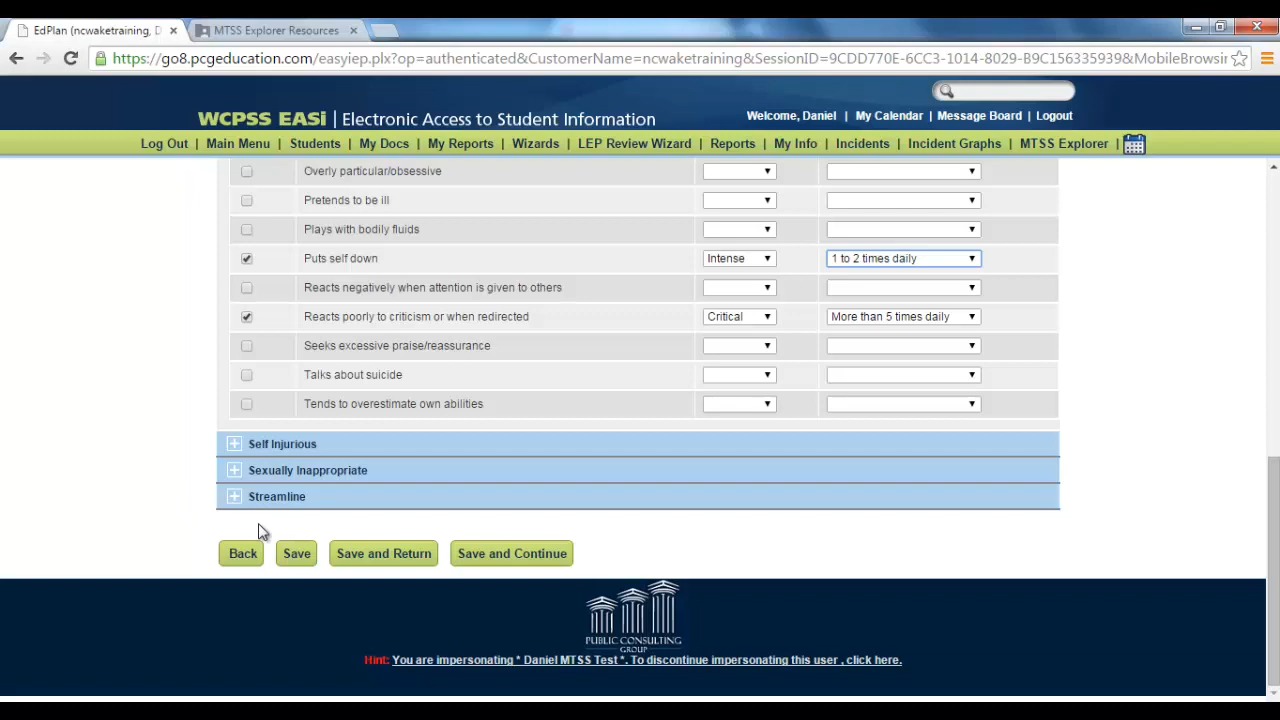 EdPlan (ncwaketraining, D
MTSS Explorer Resources
https://go8.pcgeducation.com/easyjob.plx?op=authenticated&CustomerName=ncwaketraining&SessionID=9CDD770E-6CC3-1014-8029-B9C156335939&MobileBrowsin
WCPSS EASi | Electronic Access to Student Information
Welcome, Daniel | My Calendar | Message Board | Logout
Log Out | Main Menu | Students | My Docs | My Reports | Wizards | LEP Review Wizard | Reports | My Info | Incidents | Incident Graphs | MTSS Explorer |
Overly particular/obsessive
Pretends to be ill
Plays with bodily fluids
Puts self down Intense 1 to 2 times daily
Reacts negatively when attention is given to others
Reacts poorly to criticism or when redirected Critical More than 5 times daily
Seeks excessive praise/reassurance
Talks about suicide
Tends to overestimate own abilities
Self Injurious
Sexually Inappropriate
Streamline
Back Save Save and Return Save and Continue
PUBLIC CONSULTING
GROUP
Hint: You are impersonating * Daniel MTSS Test *. To discontinue impersonating this user , click here.